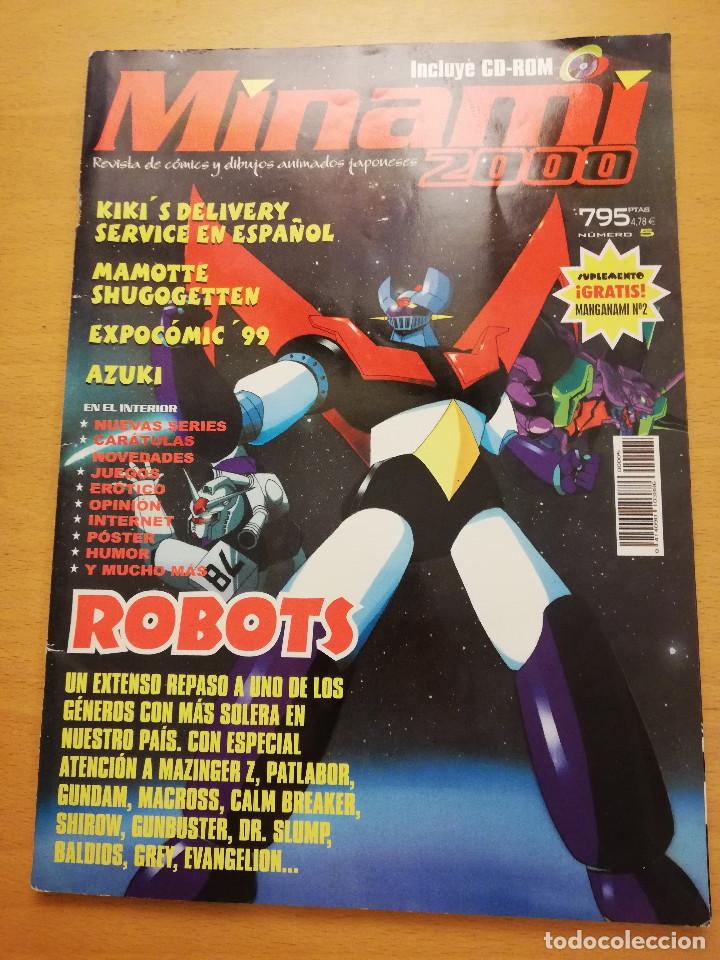 Incluye CD-ROM
Minami
2000
Revista de cómics y dibujos animados japoneses
795 PTAS
4,78 €
NÚMERO 5
KIKI´S DELIVERY
SERVICE EN ESPAÑOL
MAMOTTE
SHUGOGETTEN
EXPOCÓMIC ´99
AZUKI
SUPLEMENTO
¡GRATIS!
MANGANAMI Nº2
EN EL INTERIOR
★ NUEVAS SERIES
★ CARÁTULAS
★ NOVEDADES
★ JUEGOS
★ ERÓTICO
★ OPINIÓN
★ INTERNET
★ PÓSTER
★ HUMOR
★ Y MUCHO MÁS
78
ROBOTS
UN EXTENSO REPASO A UNO DE LOS
GÉNEROS CON MÁS SOLERA EN
NUESTRO PAÍS. CON ESPECIAL
ATENCIÓN A MAZINGER Z, PATLABOR,
GUNDAM, MACROSS, CALM BREAKER,
SHIROW, GUNBUSTER, DR. SLUMP,
BALDIOS, GREY, EVANGELION...
todocoleccion